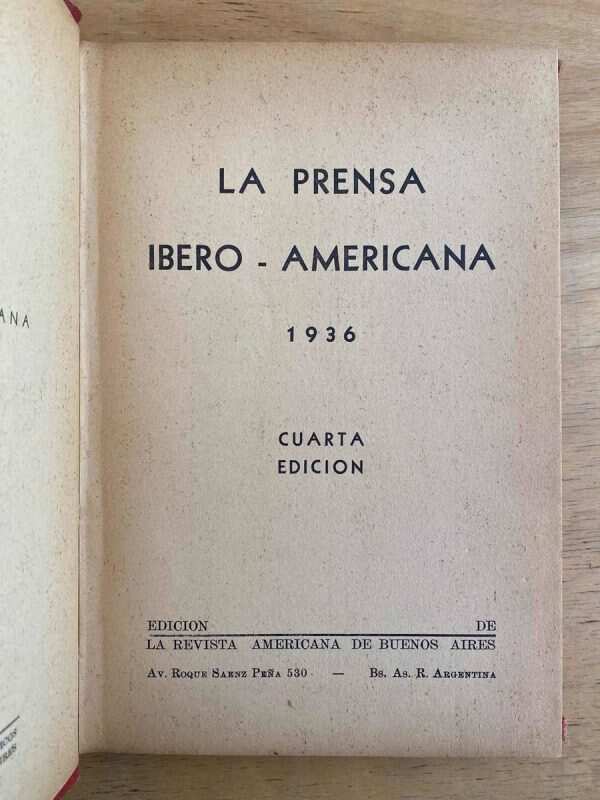 LA PRENSA
IBERO - AMERICANA
1936
CUARTA
EDICION
EDICION DE
LA REVISTA AMERICANA DE BUENOS AIRES
Av. Roque Saenz Peña 530 — Bs. As. R. Argentina